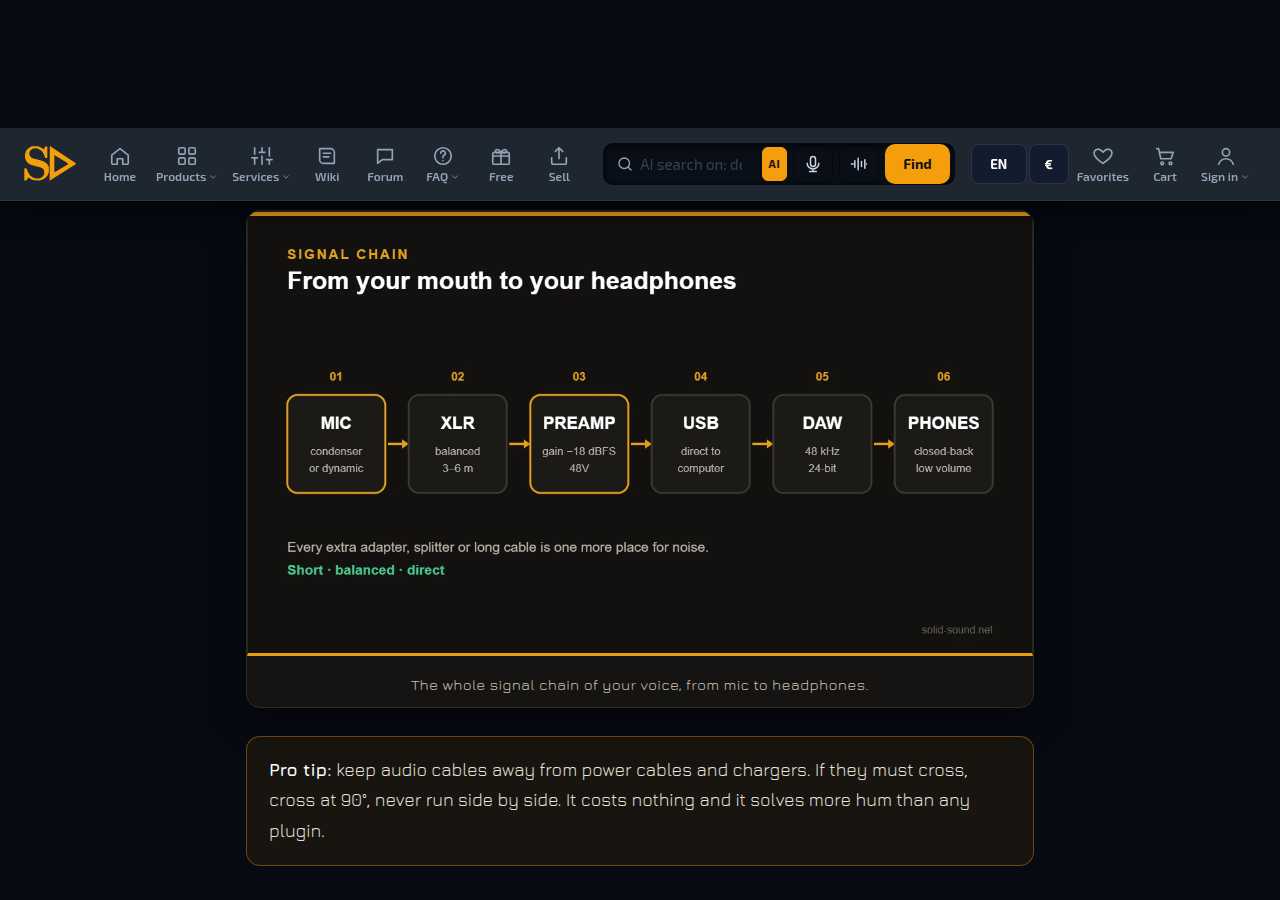 S
Home
Products
Services
Wiki
Forum
FAQ
Free
Sell
AI search on: de
AI
Find
EN
€
Favorites
Cart
Sign in
SIGNAL CHAIN
From your mouth to your headphones
01
02
03
04
05
06
MIC
condenser
or dynamic
XLR
balanced
3–6 m
PREAMP
gain −18 dBFS
48V
USB
direct to
computer
DAW
48 kHz
24-bit
PHONES
closed-back
low volume
Every extra adapter, splitter or long cable is one more place for noise.
Short · balanced · direct
solid-sound.net
The whole signal chain of your voice, from mic to headphones.
Pro tip: keep audio cables away from power cables and chargers. If they must cross,
cross at 90°, never run side by side. It costs nothing and it solves more hum than any
plugin.